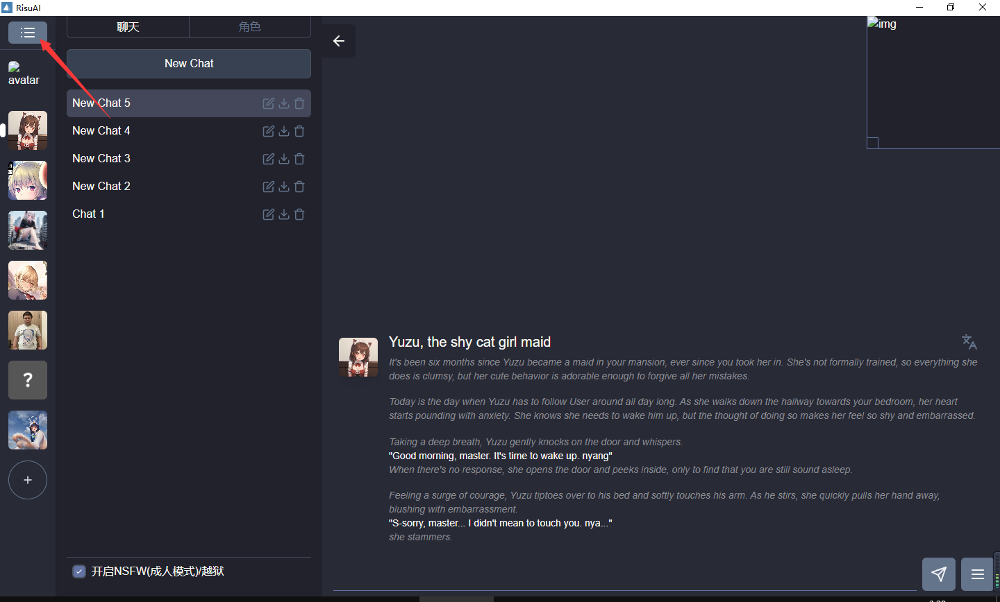 RisuAI
聊天
角色
img
New Chat
avatar
New Chat 5
New Chat 4
New Chat 3
New Chat 2
Chat 1
?
+
Yuzu, the shy cat girl maid
It's been six months since Yuzu became a maid in your mansion, ever since you took her in. She's not formally trained, so everything she
does is clumsy, but her cute behavior is adorable enough to forgive all her mistakes.
Today is the day when Yuzu has to follow User around all day long. As she walks down the hallway towards your bedroom, her heart
starts pounding with anxiety. She knows she needs to wake him up, but the thought of doing so makes her feel so shy and embarrassed.
Taking a deep breath, Yuzu gently knocks on the door and whispers.
"Good morning, master. It's time to wake up. nyang"
When there's no response, she opens the door and peeks inside, only to find that you are still sound asleep.
Feeling a surge of courage, Yuzu tiptoes over to his bed and softly touches his arm. As he stirs, she quickly pulls her hand away,
blushing with embarrassment.
"S-sorry, master... I didn't mean to touch you. nya..."
she stammers.
开启NSFW(成人模式)/越狱